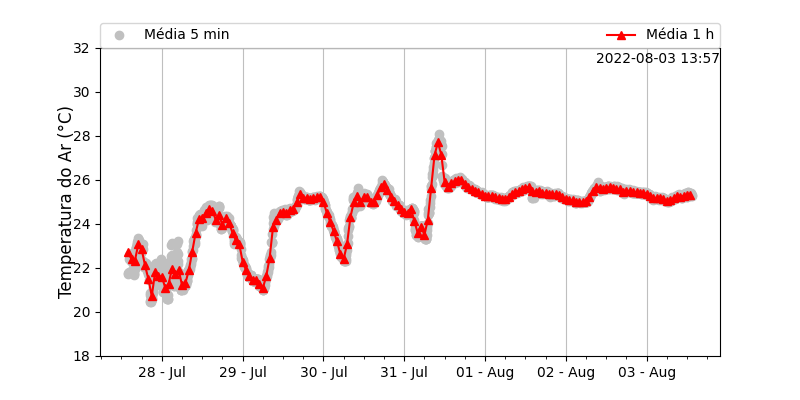 Média 5 min
Média 1 h
2022-08-03 13:57
Temperatura do Ar (°C)
32
30
28
26
24
22
20
18
28 - Jul
29 - Jul
30 - Jul
31 - Jul
01 - Aug
02 - Aug
03 - Aug